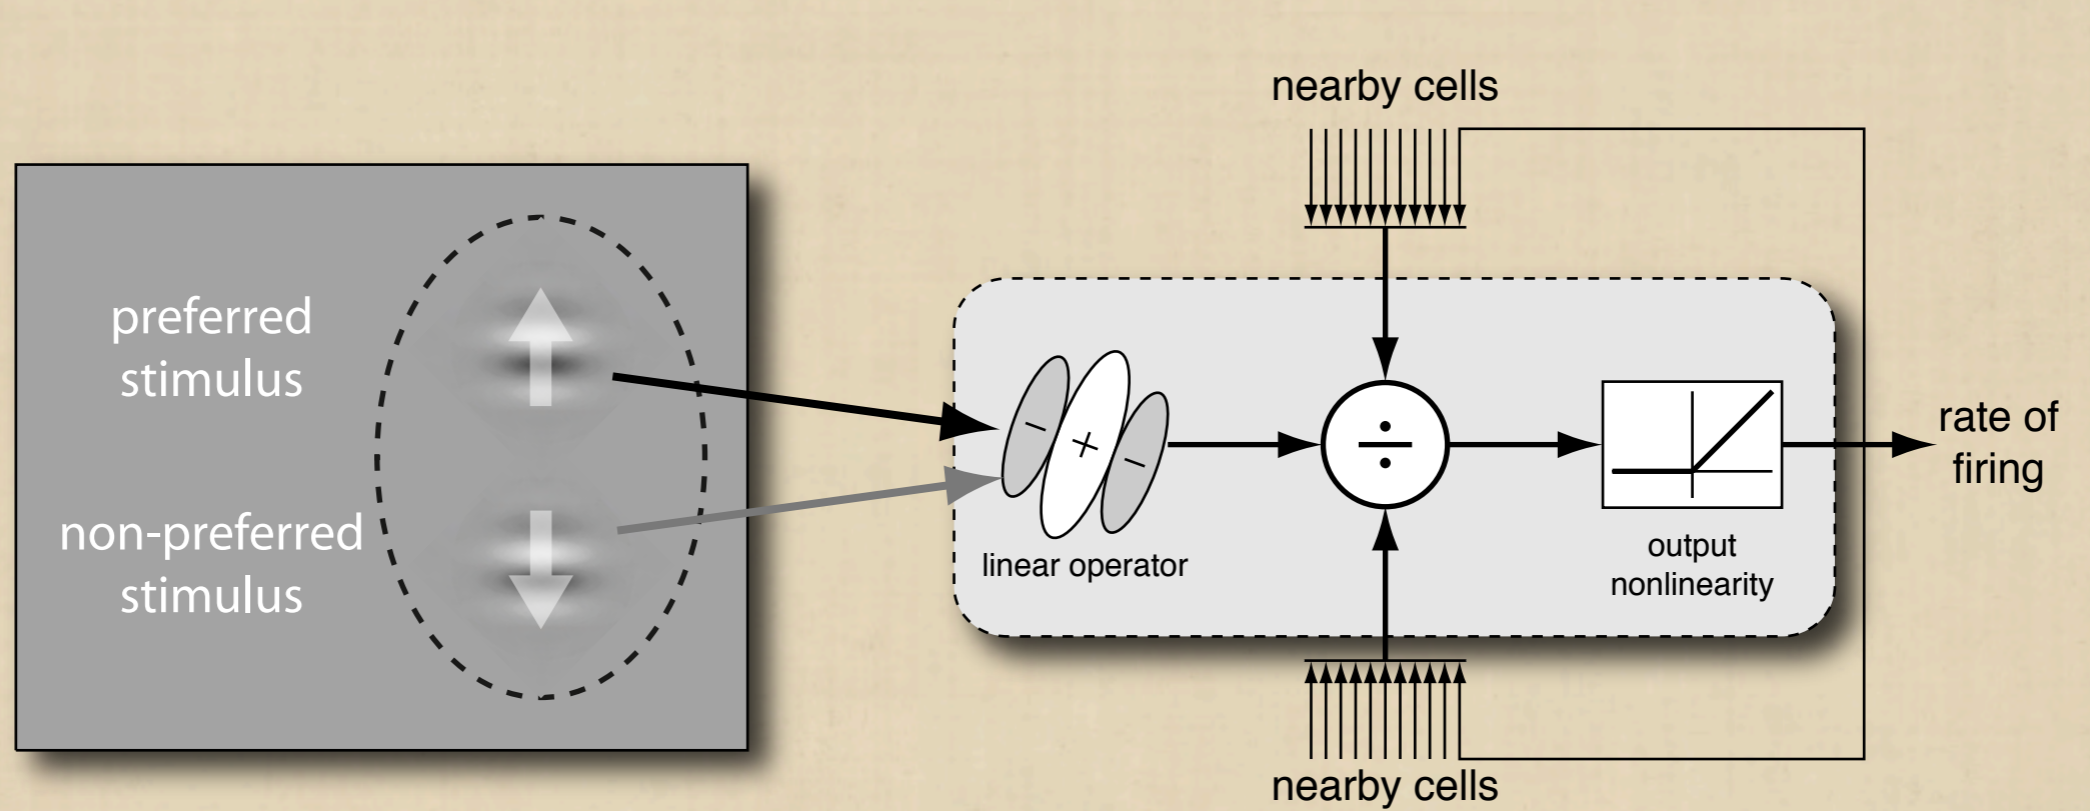 nearby cells
preferred
stimulus
non-preferred
stimulus
linear operator
output
nonlinearity
rate of
firing
nearby cells